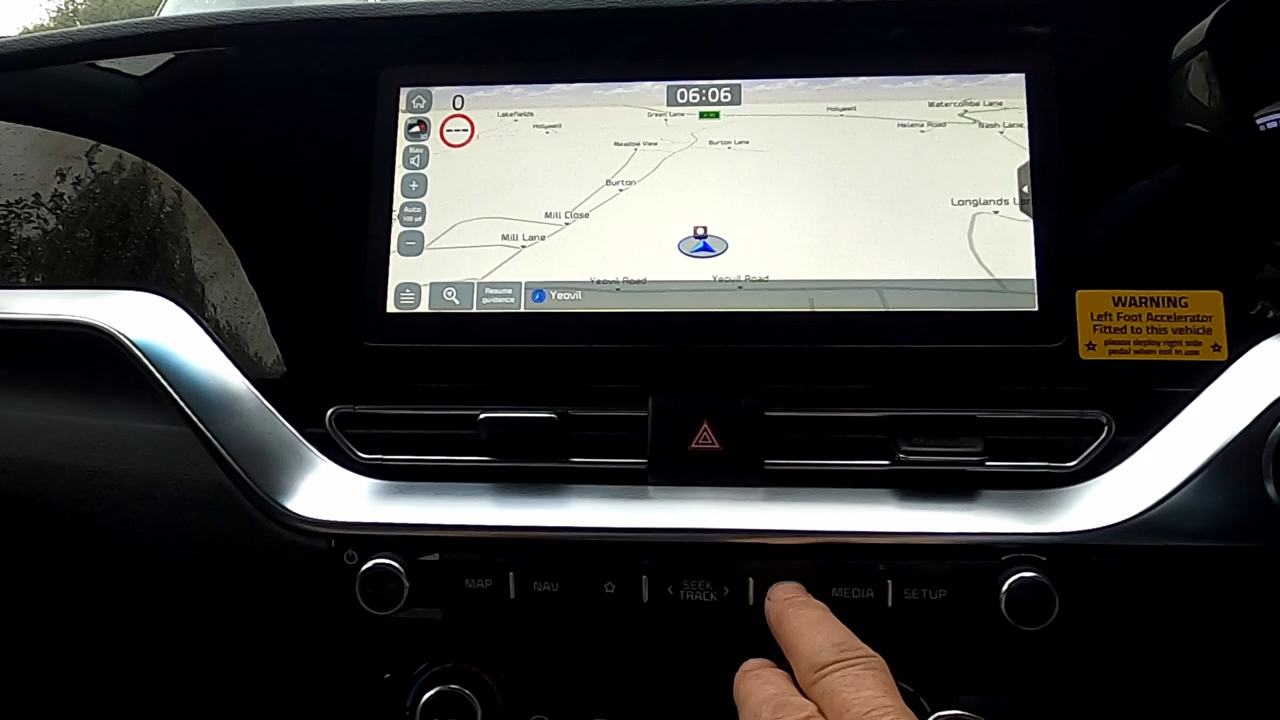 0
06:06
---
Lakefields
Holywell
Green Lane
Holywell
Watercombe Lane
Helena Road
Nash Lane
Meadow View
Burton Lane
Nav
+
Burton
Auto
Mill Close
Longlands
Mill Lane
Yeovil Road
Yeovil Road
Resume
guidance
Yeovil
WARNING
Left Foot Accelerator
Fitted to this vehicle
please deploy right side
pedal when not in use
MAP
NAV
SEEK
TRACK
MEDIA
SETUP